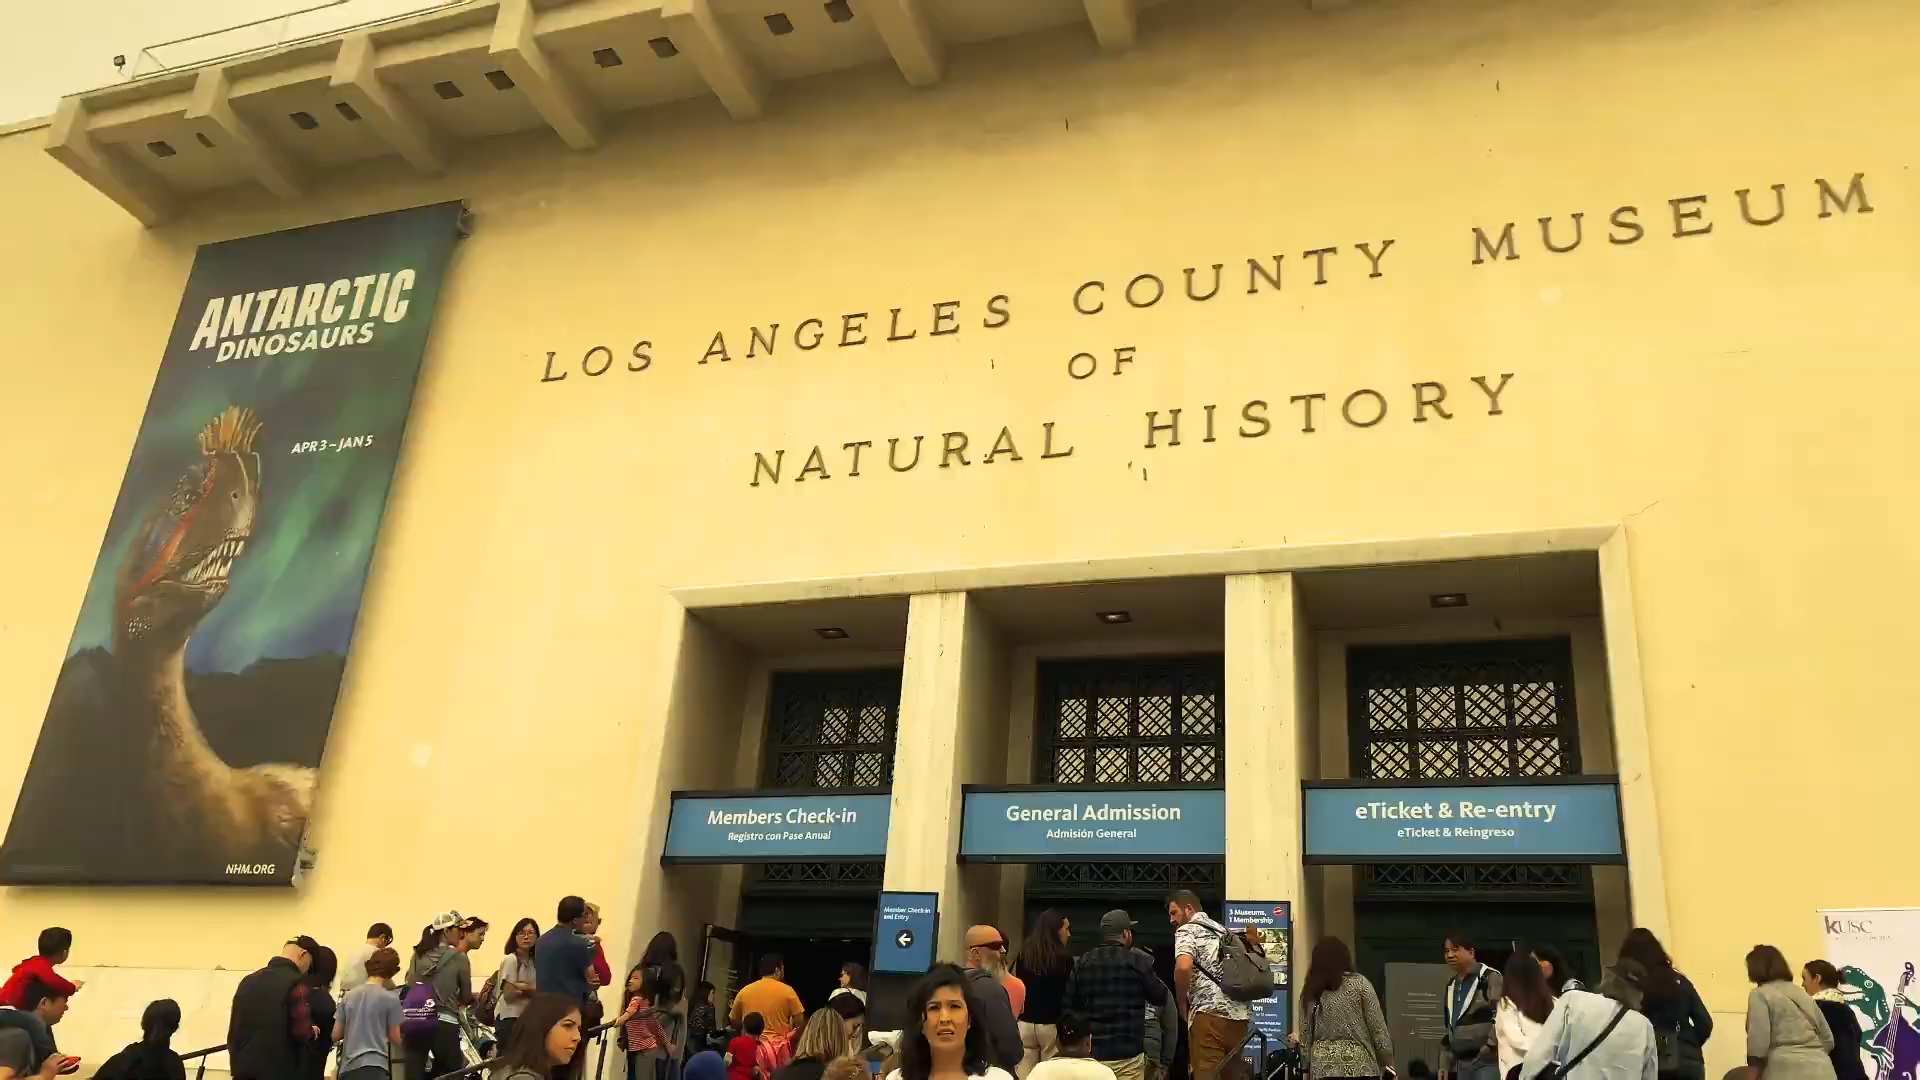 ANTARCTIC
DINOSAURS
APR 3 – JAN 5
NHM.ORG
LOS ANGELES COUNTY MUSEUM
OF
NATURAL HISTORY
Members Check-in
Registro con Pase Anual
General Admission
Admisión General
eTicket & Re-entry
eTicket & Reingreso
Member Check-in
and Entry
3 Museums,
1 Membership
kUSC